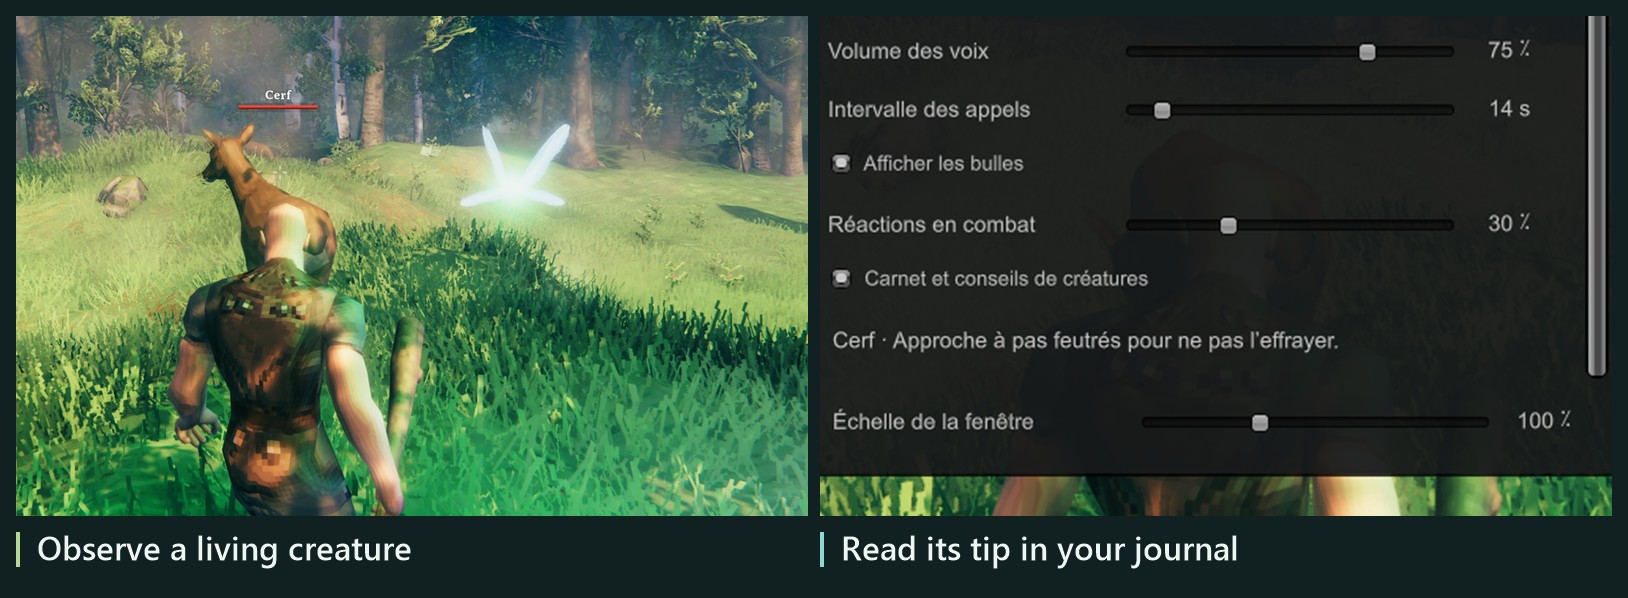 Cerf
Observe a living creature
Volume des voix 75 %
Intervalle des appels 14 s
Afficher les bulles
Réactions en combat 30 %
Carnet et conseils de créatures
Cerf · Approche à pas feutrés pour ne pas l'effrayer.
Échelle de la fenêtre 100 %
Read its tip in your journal